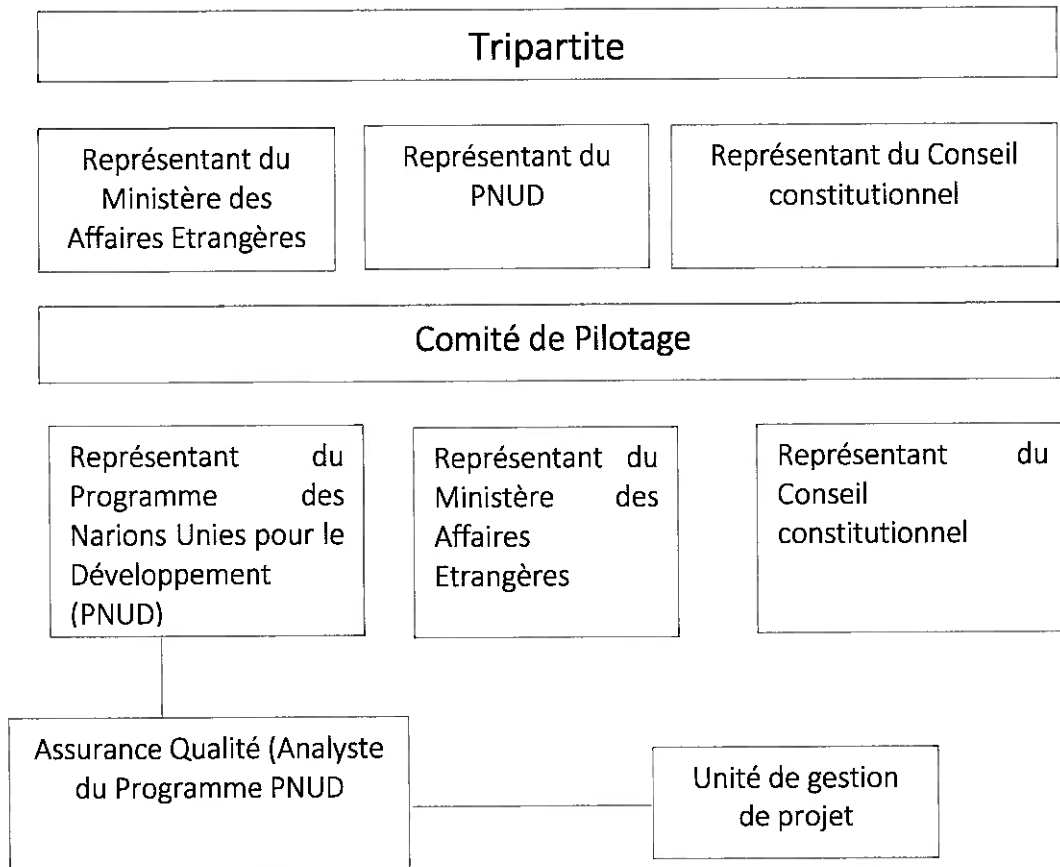 Tripartite
Représentant du
Ministère des
Affaires Etrangères
Représentant du
PNUD
Représentant du Conseil
constitutionnel
Comité de Pilotage
Représentant du
Programme des
Narions Unies pour le
Développement
(PNUD)
Représentant du
Ministère des
Affaires
Etrangères
Représentant du
Conseil
constitutionnel
Assurance Qualité (Analyste
du Programme PNUD
Unité de gestion
de projet